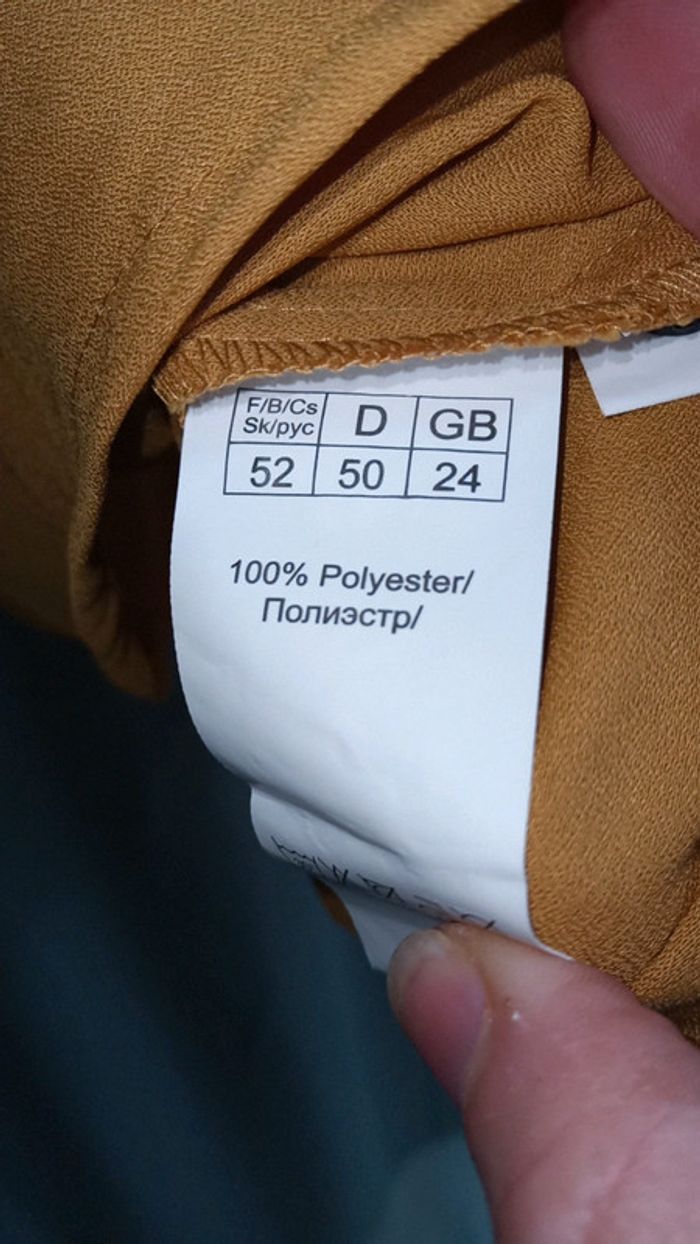 F/B/Cs D GB
Sk/рус
52 50 24
100% Polyester/
Полиэстр/